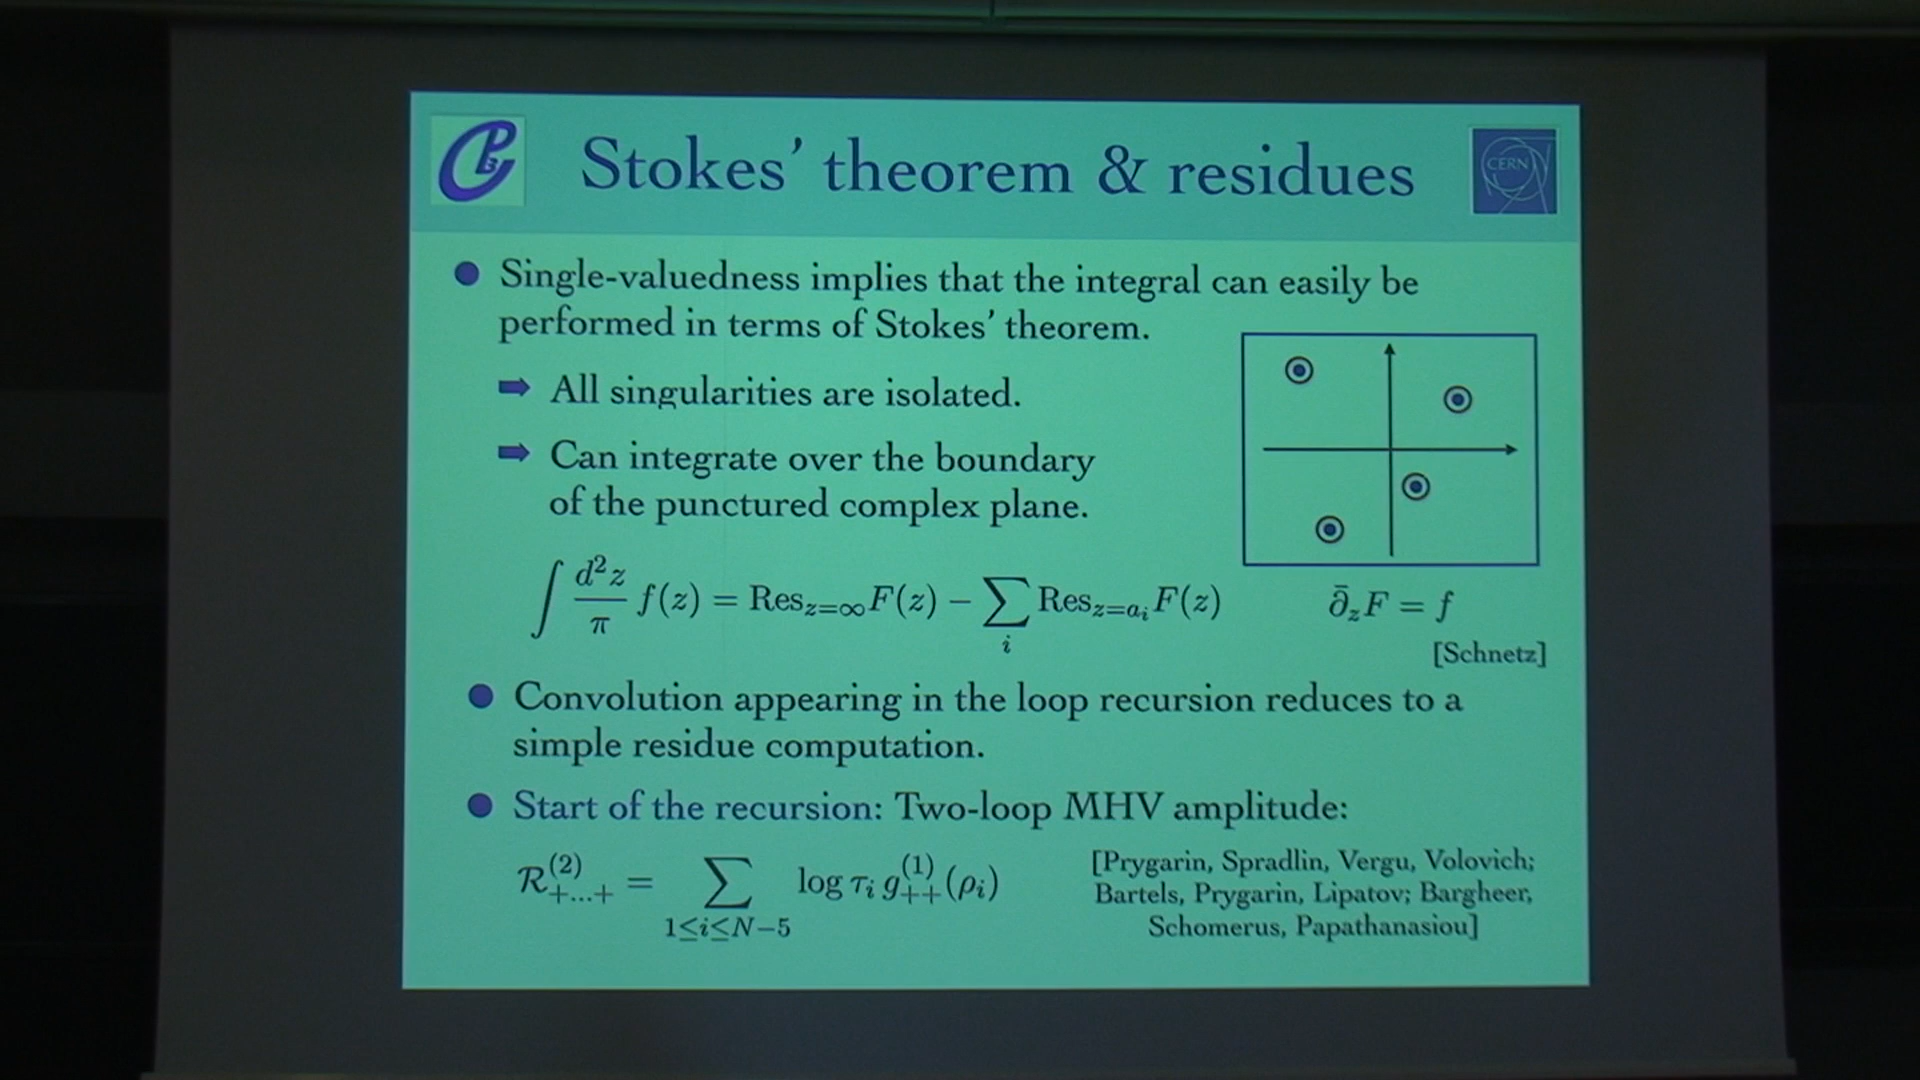 CP3
Stokes' theorem & residues
CERN
● Single-valuedness implies that the integral can easily be
performed in terms of Stokes' theorem.
➡ All singularities are isolated.
➡ Can integrate over the boundary
of the punctured complex plane.
∫ d²z/π f(z) = Res_{z=∞} F(z) − ∑_i Res_{z=a_i} F(z)
∂̄_z F = f
[Schnetz]
● Convolution appearing in the loop recursion reduces to a
simple residue computation.
● Start of the recursion: Two-loop MHV amplitude:
R^{(2)}_{+...+} = ∑_{1≤i≤N−5} log τ_i g^{(1)}_{++}(ρ_i)
[Prygarin, Spradlin, Vergu, Volovich;
Bartels, Prygarin, Lipatov; Bargheer,
Schomerus, Papathanasiou]